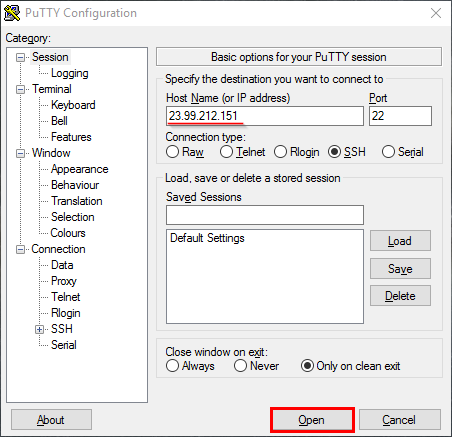 PuTTY Configuration
Category:
Session
Logging
Terminal
Keyboard
Bell
Features
Window
Appearance
Behaviour
Translation
Selection
Colours
Connection
Data
Proxy
Telnet
Rlogin
SSH
Serial
Basic options for your PuTTY session
Specify the destination you want to connect to
Host Name (or IP address) Port
23.99.212.151 22
Connection type:
Raw Telnet Rlogin SSH Serial
Load, save or delete a stored session
Saved Sessions
Default Settings
Load
Save
Delete
Close window on exit:
Always Never Only on clean exit
About Open Cancel